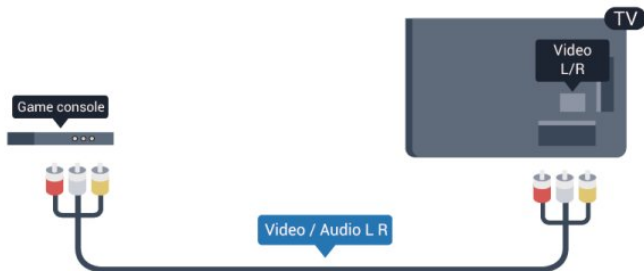 TV
Video
L/R
Game console
Video / Audio L R